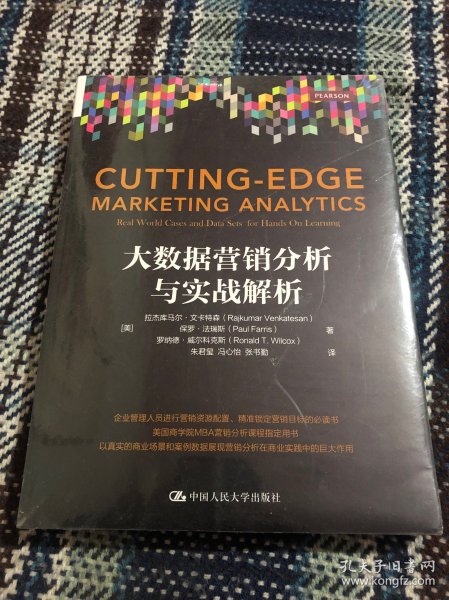 PEARSON
CUTTING-EDGE
MARKETING ANALYTICS
Real World Cases and Data Sets for Hands On Learning
大数据营销分析
与实战解析
拉杰库马尔·文卡特森（Rajkumar Venkatesan）
[美] 保罗·法瑞斯（Paul Farris） 著
罗纳德·威尔科克斯（Ronald T. Wilcox）
朱君玺 冯心怡 张书勤 译
企业管理人员进行营销资源配置、精准锁定营销目标的必读书
美国商学院MBA营销分析课程指定用书
以真实的商业场景和案例数据展现营销分析在商业实践中的巨大作用
中国人民大学出版社
孔夫子旧书网
www.kongfz.com